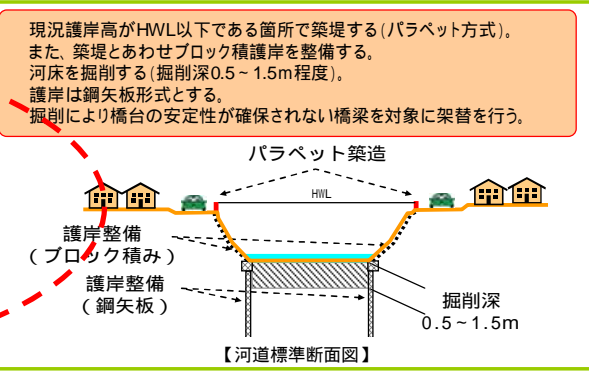 現況護岸高がHWL以下である箇所で築堤する(パラペット方式)。
また、築堤とあわせブロック積護岸を整備する。
河床を掘削する(掘削深0.5~1.5m程度)。
護岸は鋼矢板形式とする。
掘削により橋台の安定性が確保されない橋梁を対象に架替を行う。
パラペット築造
HWL
護岸整備
(ブロック積み)
護岸整備
(鋼矢板)
掘削深
0.5~1.5m
【河道標準断面図】